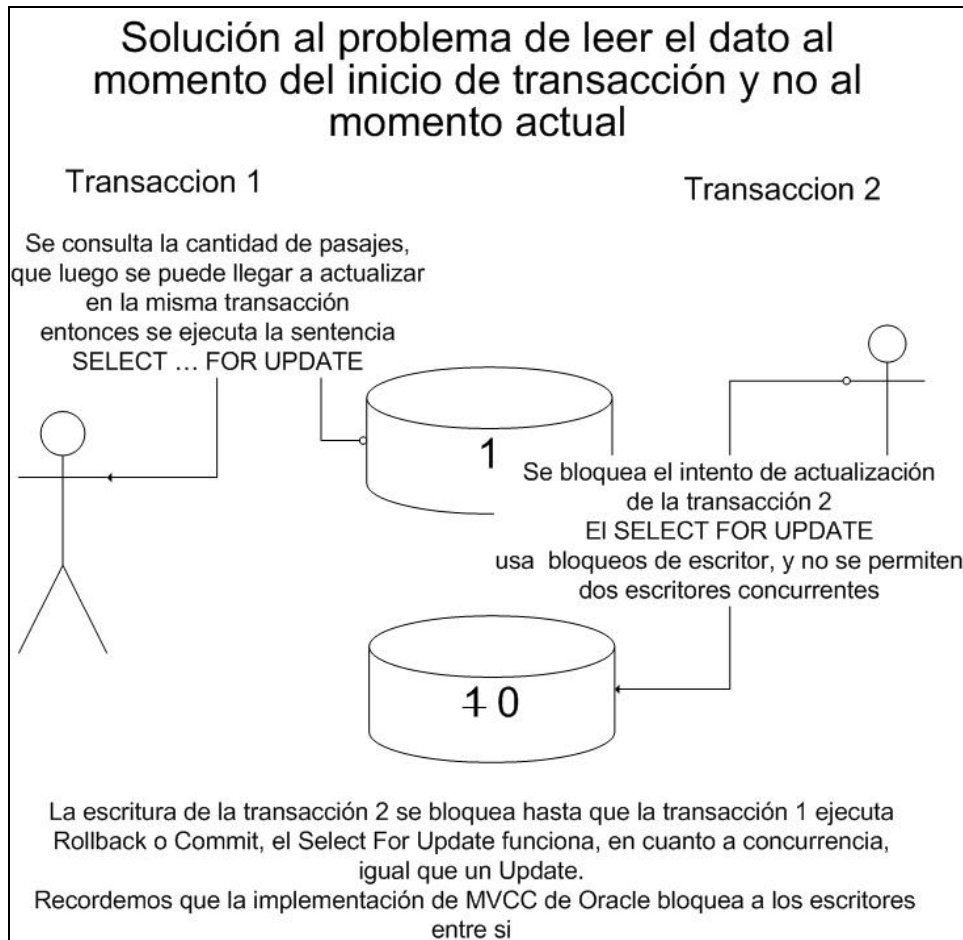 Solución al problema de leer el dato al
momento del inicio de transacción y no al
momento actual
Transaccion 1
Transaccion 2
Se consulta la cantidad de pasajes,
que luego se puede llegar a actualizar
en la misma transacción
entonces se ejecuta la sentencia
SELECT ... FOR UPDATE
1
Se bloquea el intento de actualización
de la transacción 2
El SELECT FOR UPDATE
usa bloqueos de escritor, y no se permiten
dos escritores concurrentes
1 0
La escritura de la transacción 2 se bloquea hasta que la transacción 1 ejecuta
Rollback o Commit, el Select For Update funciona, en cuanto a concurrencia,
igual que un Update.
Recordemos que la implementación de MVCC de Oracle bloquea a los escritores
entre si